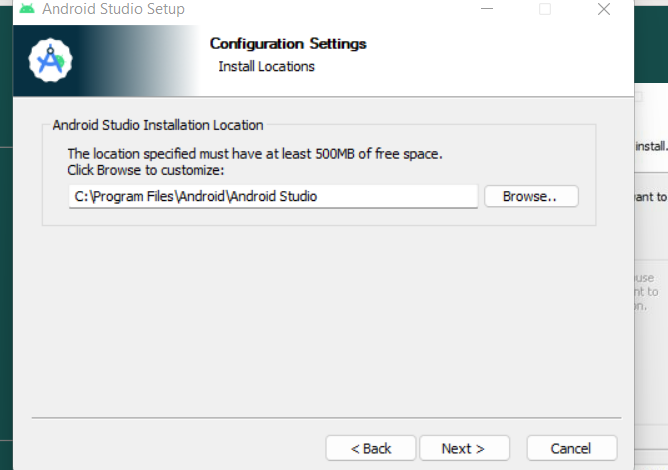 Android Studio Setup
Configuration Settings
Install Locations
Android Studio Installation Location
The location specified must have at least 500MB of free space.
Click Browse to customize:
C:\Program Files\Android\Android Studio
Browse..
install.
want to
ouse
nt to
on.
< Back
Next >
Cancel